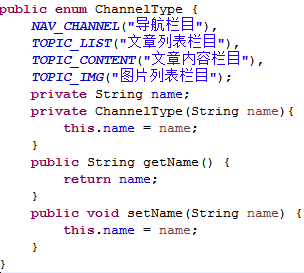 public enum ChannelType {
NAV_CHANNEL("导航栏目"),
TOPIC_LIST("文章列表栏目"),
TOPIC_CONTENT("文章内容栏目"),
TOPIC_IMG("图片列表栏目");
private String name;
private ChannelType(String name){
this.name = name;
}
public String getName() {
return name;
}
public void setName(String name) {
this.name = name;
}
}